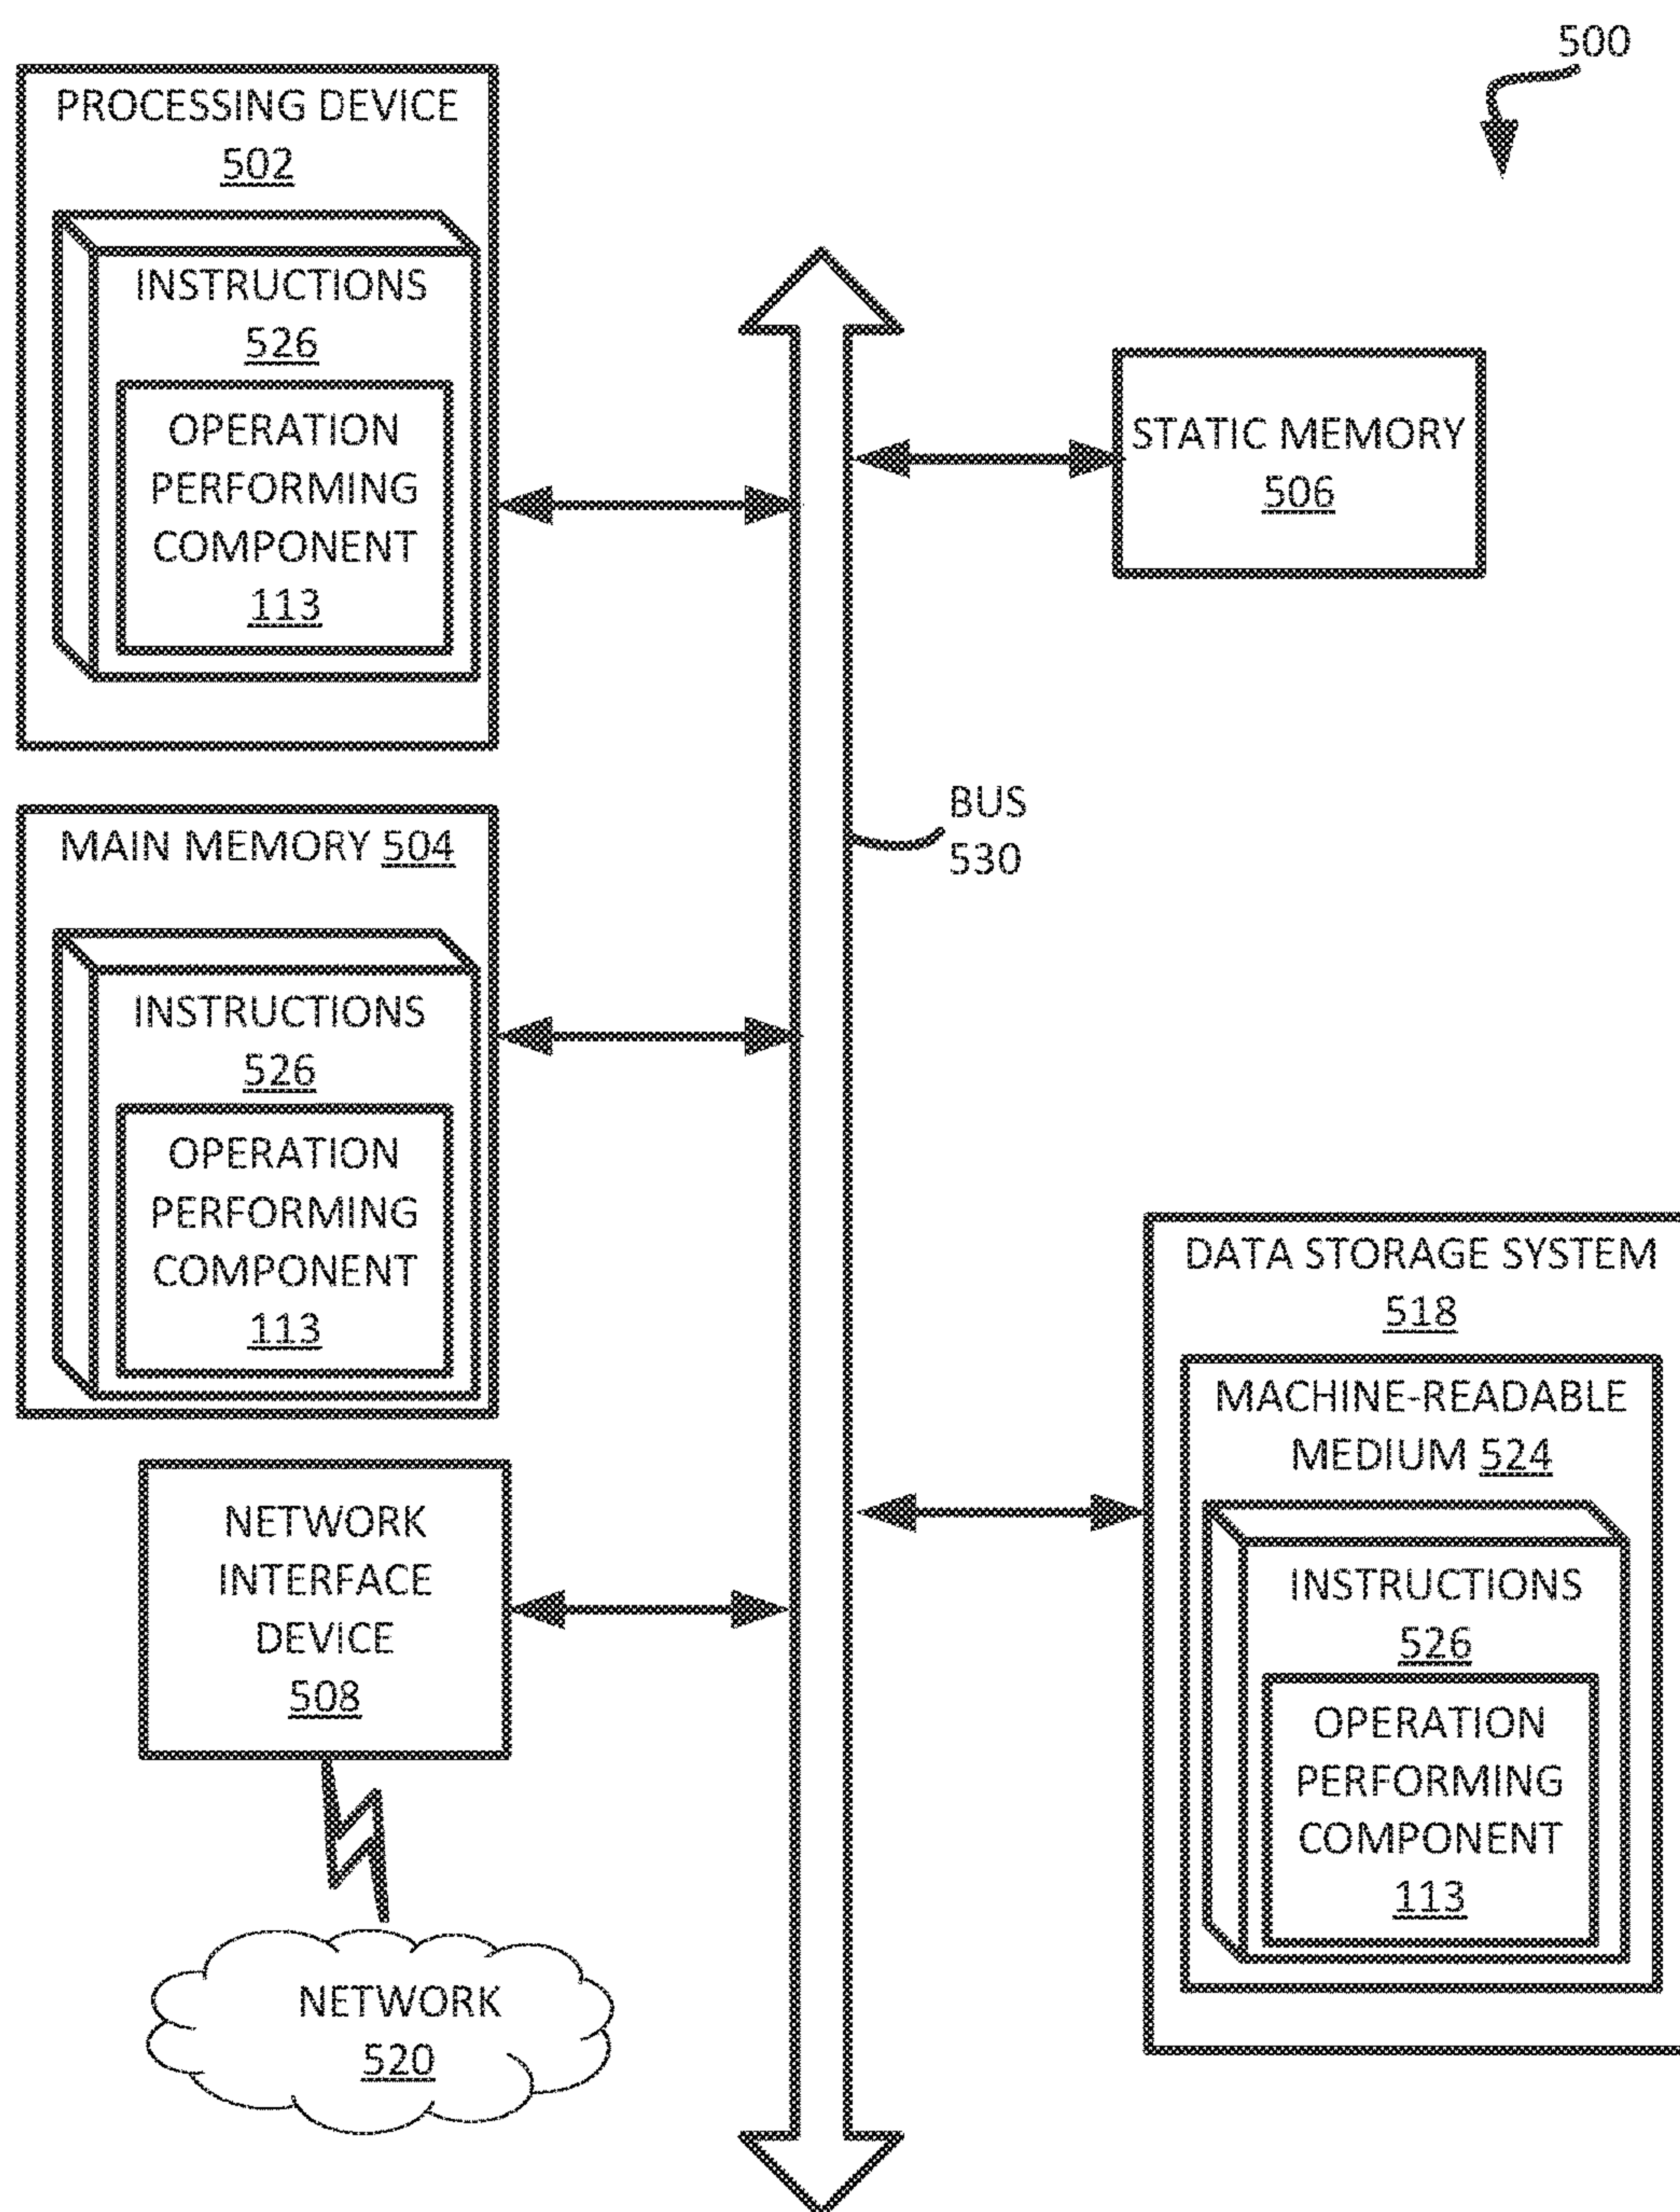 500
PROCESSING DEVICE
502
INSTRUCTIONS
526
OPERATION
PERFORMING
COMPONENT
113
STATIC MEMORY
506
BUS
530
MAIN MEMORY 504
INSTRUCTIONS
526
OPERATION
PERFORMING
COMPONENT
113
DATA STORAGE SYSTEM
518
MACHINE-READABLE
MEDIUM 524
INSTRUCTIONS
526
OPERATION
PERFORMING
COMPONENT
113
NETWORK
INTERFACE
DEVICE
508
NETWORK
520